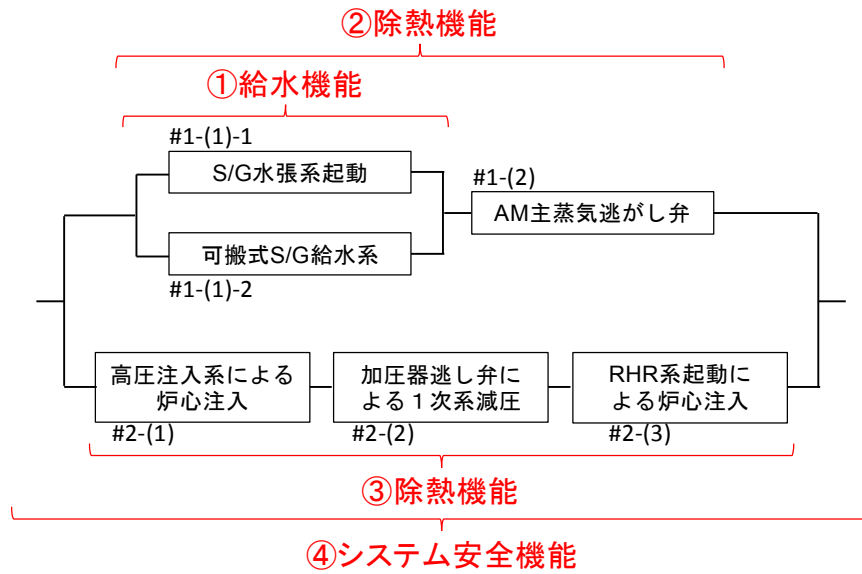 ②除熱機能
①給水機能
#1-(1)-1
S/G水張系起動
#1-(2)
AM主蒸気逃がし弁
可搬式S/G給水系
#1-(1)-2
高圧注入系による
炉心注入
加圧器逃し弁に
よる１次系減圧
RHR系起動に
よる炉心注入
#2-(1)
#2-(2)
#2-(3)
③除熱機能
④システム安全機能